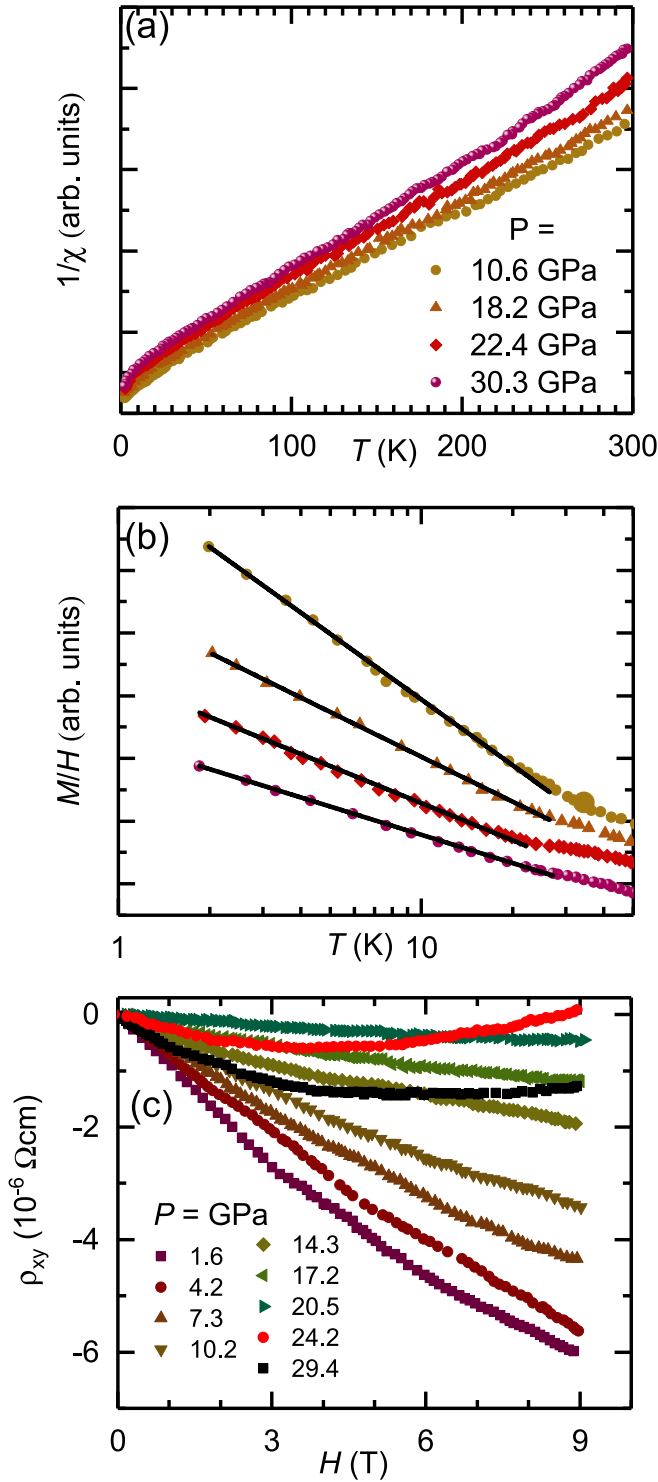 (a)
1/χ (arb. units)
P =
10.6 GPa
18.2 GPa
22.4 GPa
30.3 GPa
0 100 200 300
T (K)
(b)
M/H (arb. units)
1 10
T (K)
0
-2
-4
-6
(c)
ρxy (10⁻⁶ Ωcm)
P = GPa
1.6
4.2
7.3
10.2
14.3
17.2
20.5
24.2
29.4
0 3 6 9
H (T)